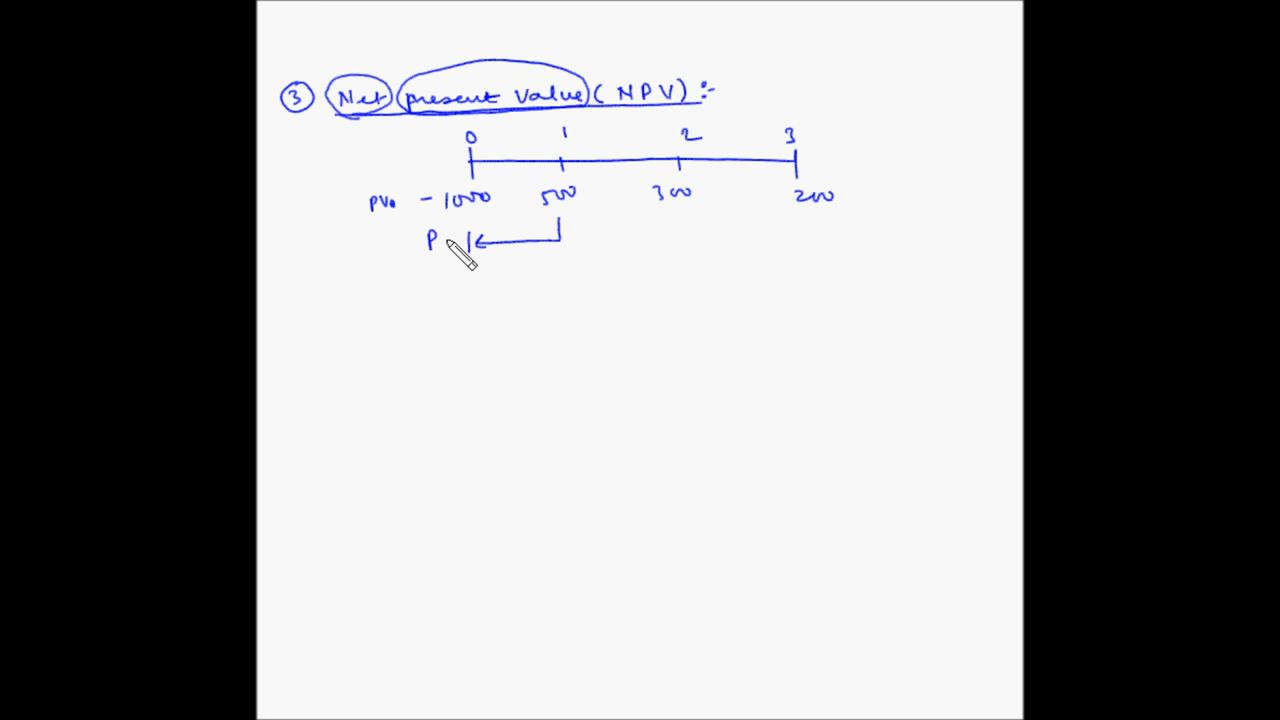 ③ Net present value (NPV) :-
0 1 2 3
PV₀ -1000 500 300 200
P